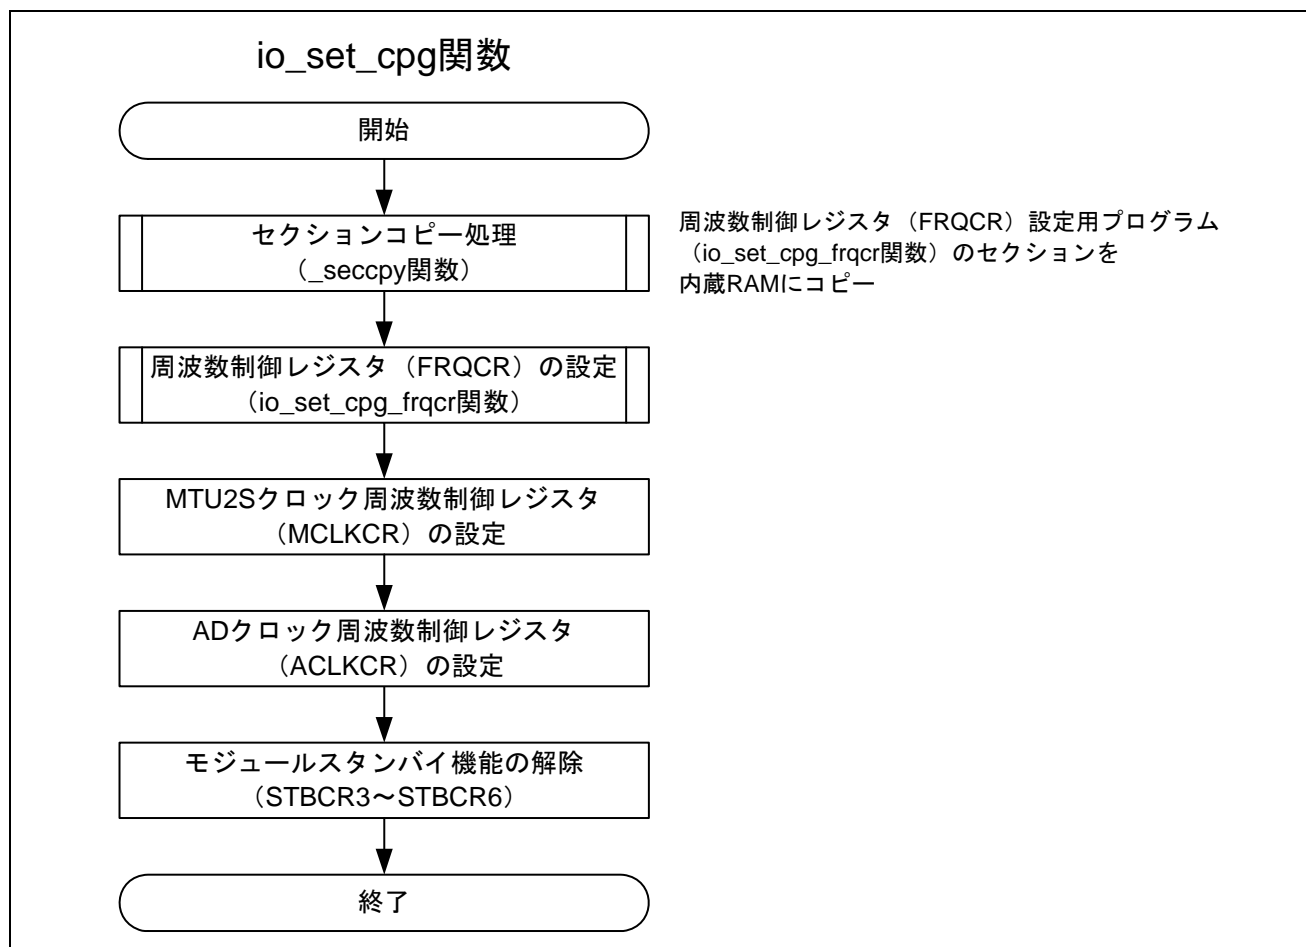 io_set_cpg関数
開始
セクションコピー処理
（_seccpy関数）
周波数制御レジスタ（FRQCR）設定用プログラム
（io_set_cpg_frqcr関数）のセクションを
内蔵RAMにコピー
周波数制御レジスタ（FRQCR）の設定
（io_set_cpg_frqcr関数）
MTU2Sクロック周波数制御レジスタ
（MCLKCR）の設定
ADクロック周波数制御レジスタ
（ACLKCR）の設定
モジュールスタンバイ機能の解除
（STBCR3～STBCR6）
終了